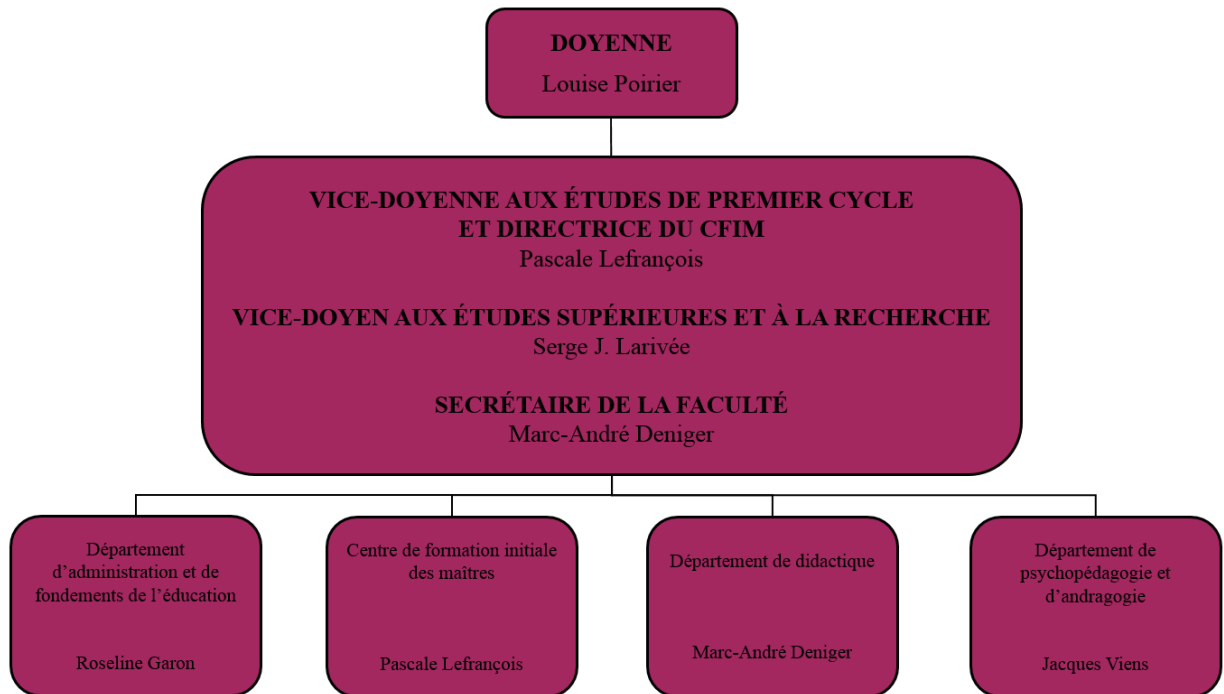 DOYENNE
Louise Poirier
VICE-DOYENNE AUX ÉTUDES DE PREMIER CYCLE
ET DIRECTRICE DU CFIM
Pascale Lefrançois
VICE-DOYEN AUX ÉTUDES SUPÉRIEURES ET À LA RECHERCHE
Serge J. Larivée
SECRÉTAIRE DE LA FACULTÉ
Marc-André Deniger
Département
d’administration et de
fondements de l’éducation
Roseline Garon
Centre de formation initiale
des maîtres
Pascale Lefrançois
Département de didactique
Marc-André Deniger
Département de
psychopédagogie et
d’andragogie
Jacques Viens